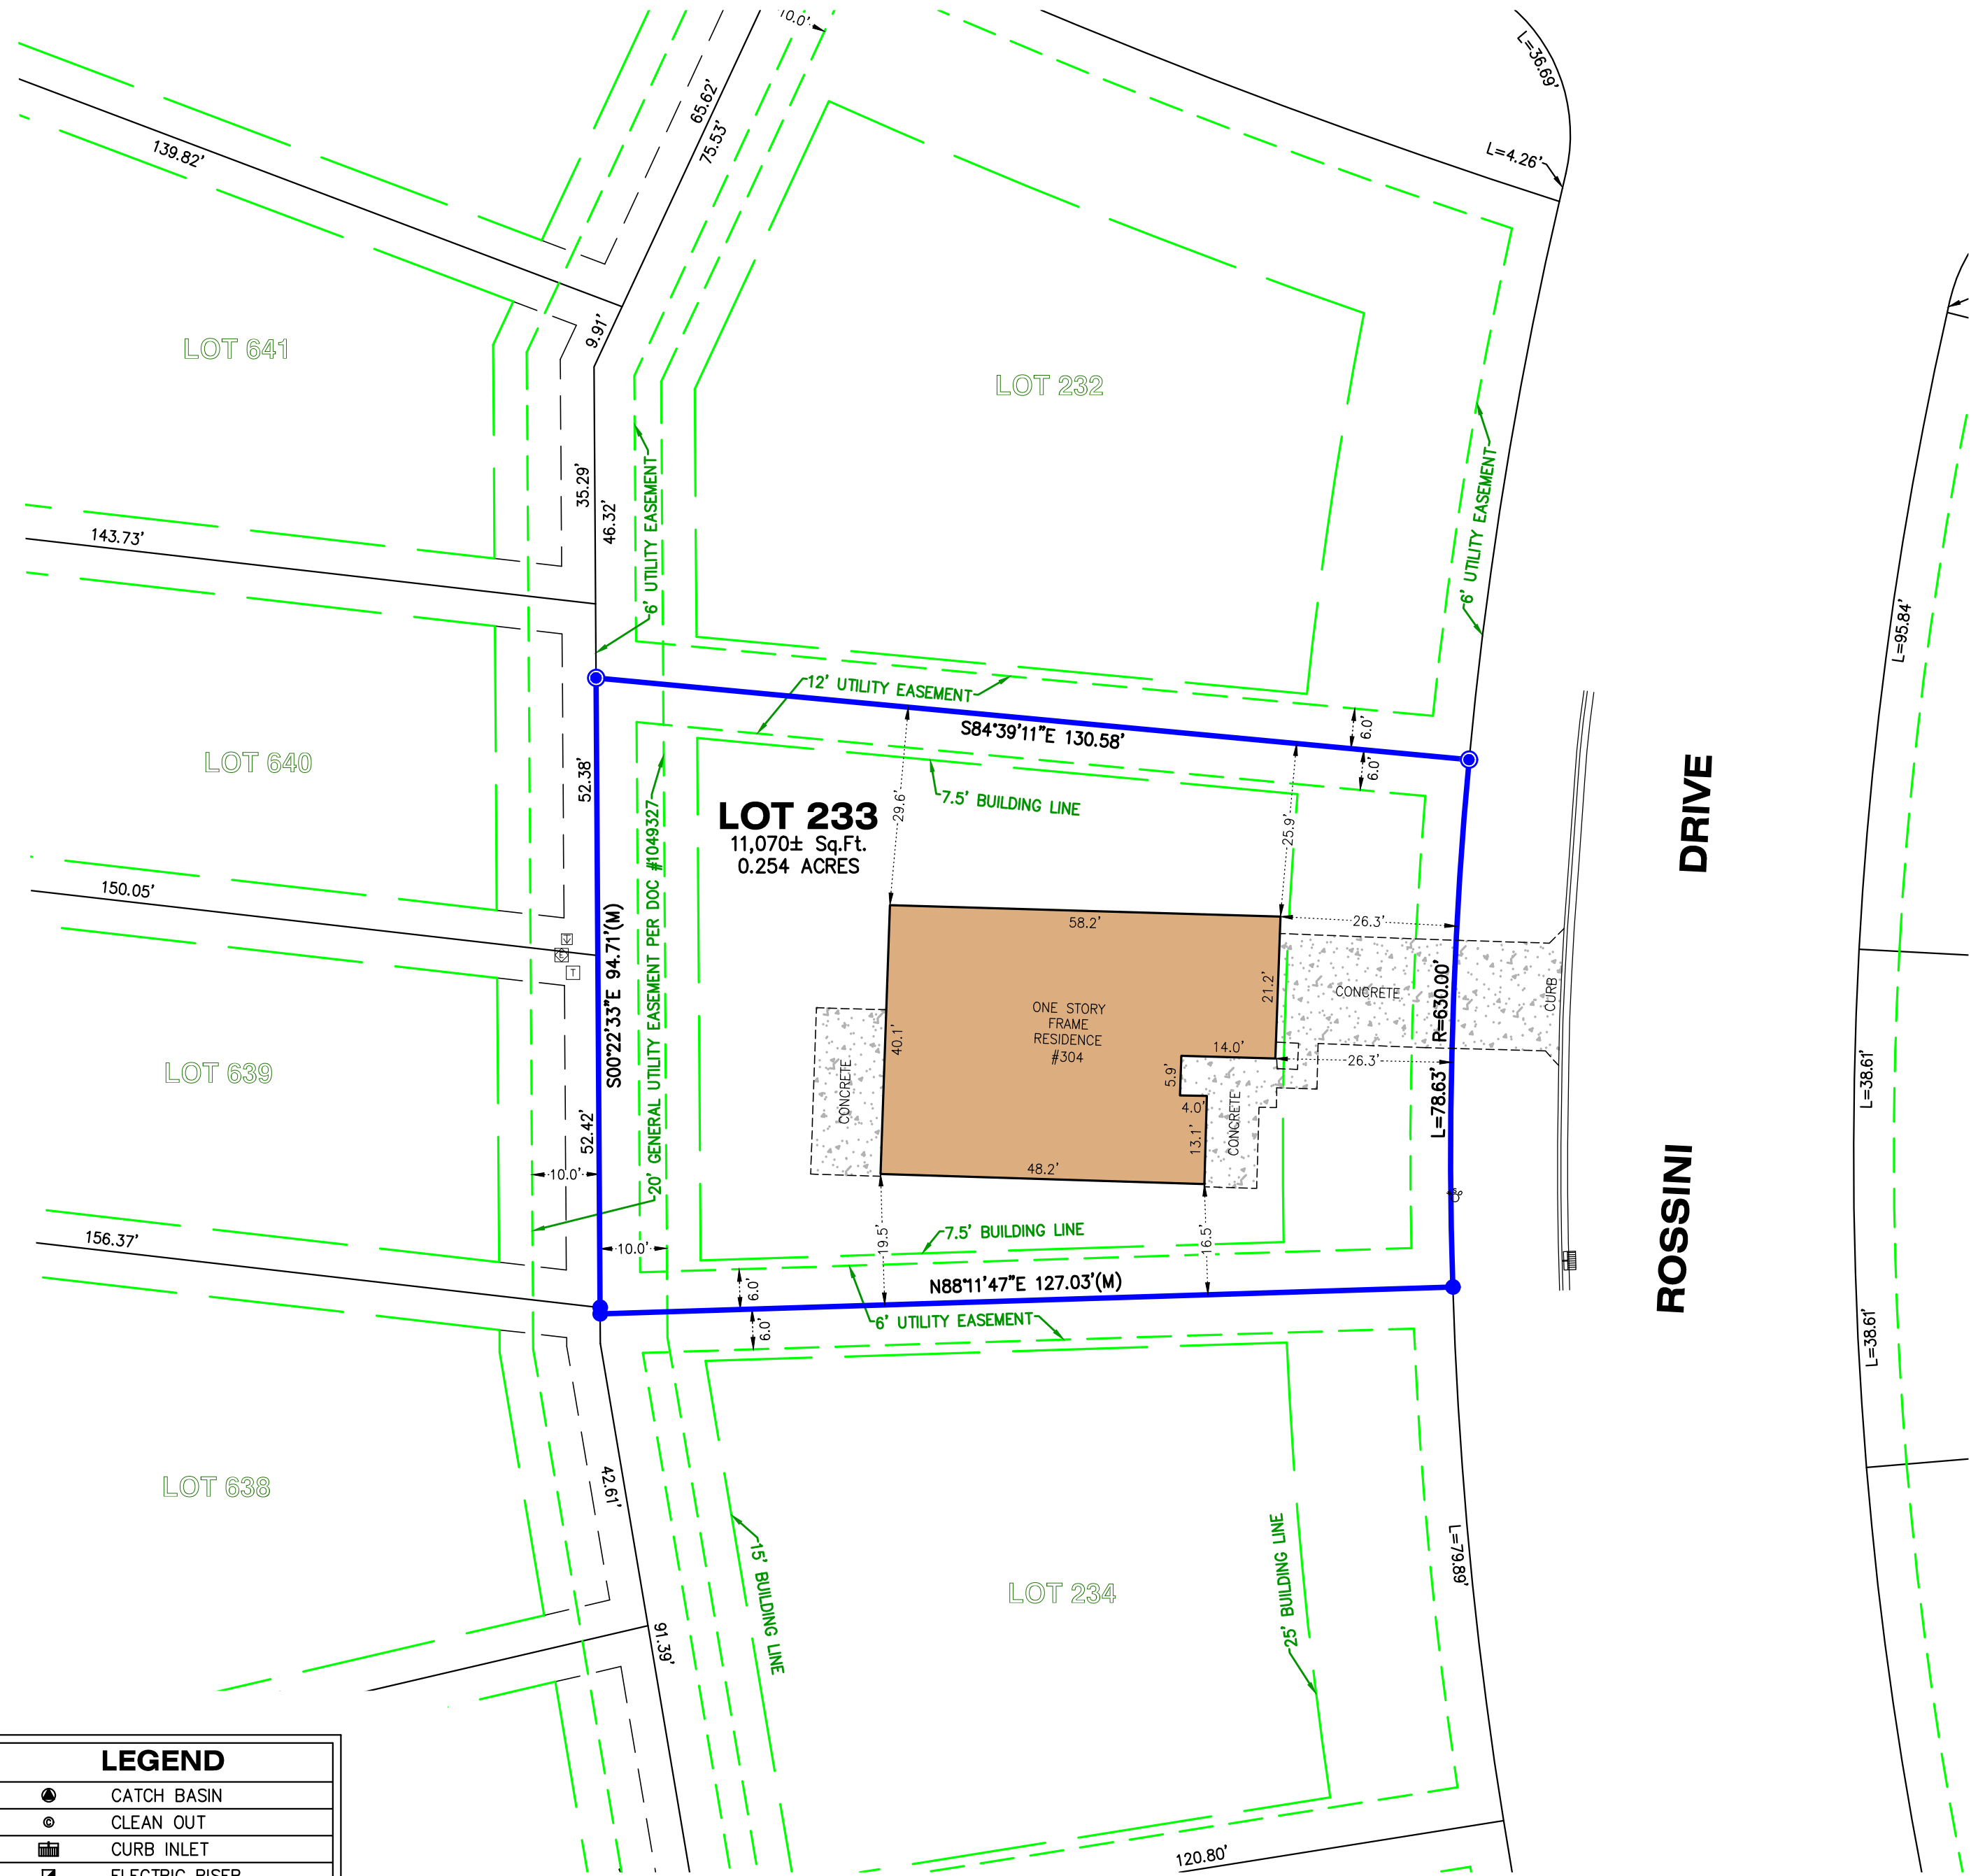 10.0'
L=36.69'
65.62'
75.53'
139.82'
L=4.26'
9.91'
LOT 641
LOT 232
35.29'
46.32'
6' UTILITY EASEMENT
6' UTILITY EASEMENT
143.73'
L=95.84'
12' UTILITY EASEMENT
S84°39'11"E 130.58'
6.0'
6.0'
LOT 640
52.38'
29.6'
7.5' BUILDING LINE
25.9'
LOT 233
11,070± Sq.Ft.
0.254 ACRES
20' GENERAL UTILITY EASEMENT PER DOC #1049327
DRIVE
150.05'
58.2'
26.3'
S00°22'33"E 94.71'(M)
E
T
21.2'
CONCRETE
CURB
R=630.00'
ONE STORY
FRAME
RESIDENCE
#304
40.1'
14.0'
26.3'
LOT 639
CONCRETE
5.9'
4.0'
CONCRETE
13.1'
L=78.63'
L=38.61'
52.42'
10.0'
48.2'
ROSSINI
156.37'
10.0'
19.5'
7.5' BUILDING LINE
16.5'
6.0'
N88°11'47"E 127.03'(M)
6.0'
6' UTILITY EASEMENT
L=38.61'
LOT 638
42.61'
15' BUILDING LINE
LOT 234
25' BUILDING LINE
L=79.89'
91.39'
120.80'
LEGEND
CATCH BASIN
© CLEAN OUT
CURB INLET
ELECTRIC RISER